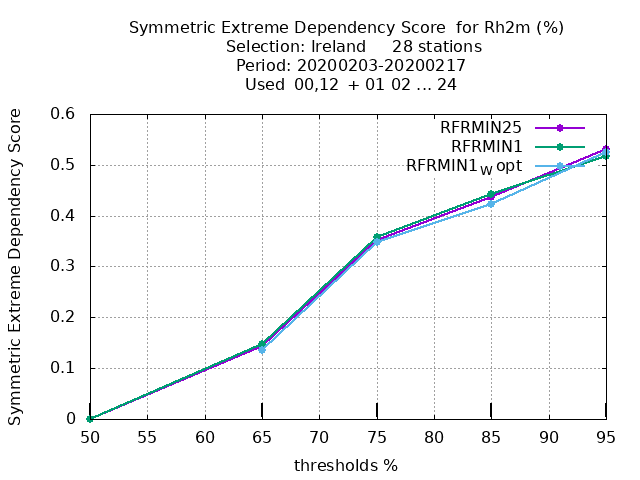 Symmetric Extreme Dependency Score for Rh2m (%)
Selection: Ireland 28 stations
Period: 20200203-20200217
Used 00,12 + 01 02 ... 24
Symmetric Extreme Dependency Score
0.6
0.5
0.4
0.3
0.2
0.1
0
RFRMIN25
RFRMIN1
RFRMIN1Wopt
50 55 60 65 70 75 80 85 90 95
thresholds %